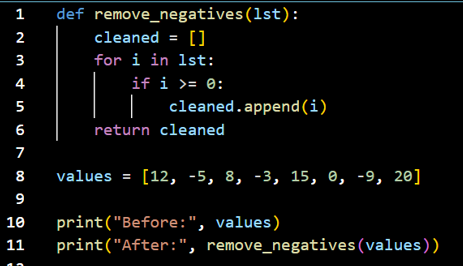 1 def remove_negatives(lst):
2     cleaned = []
3     for i in lst:
4         if i >= 0:
5             cleaned.append(i)
6     return cleaned
7
8 values = [12, -5, 8, -3, 15, 0, -9, 20]
9
10 print("Before:", values)
11 print("After:", remove_negatives(values))